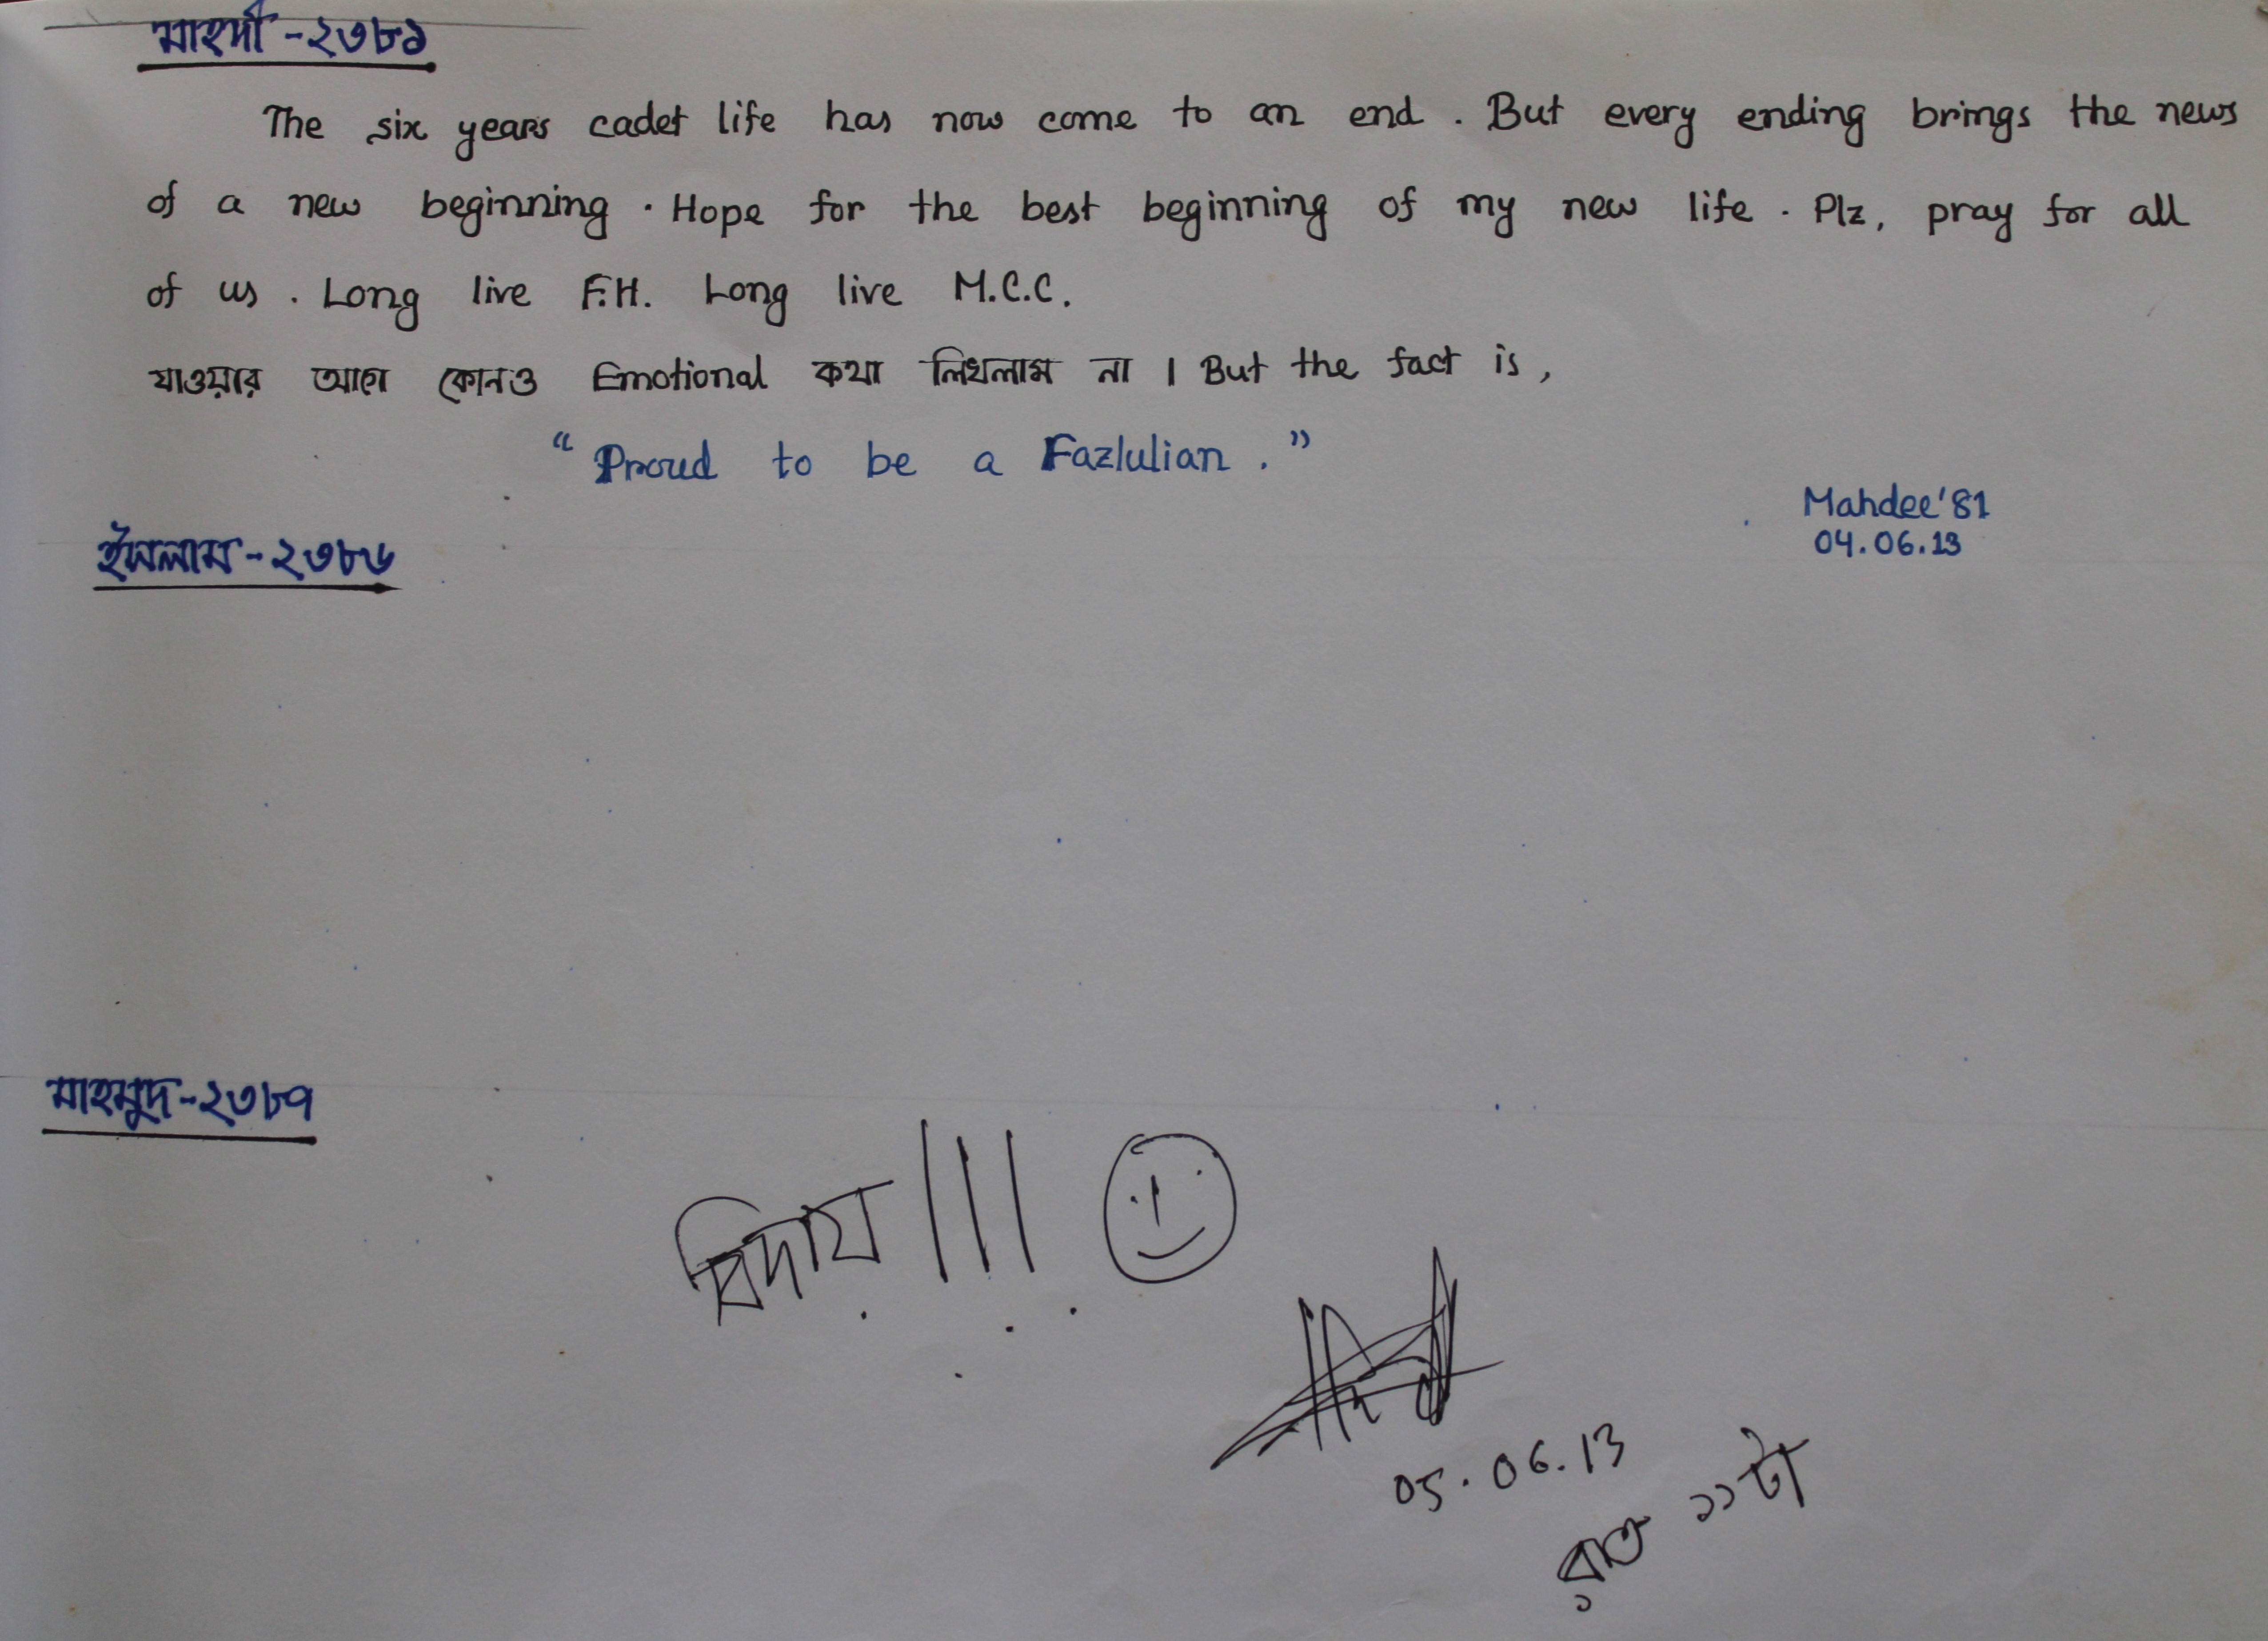 মাহদী-২৩৮১
The six years cadet life has now come to an end. But every ending brings the news
of a new beginning. Hope for the best beginning of my new life. Plz, pray for all
of us. Long live F.H. Long live M.C.C.
যাওয়ার আগে কোনও Emotional কথা লিখলাম না। But the fact is,
"Proud to be a Fazlulian."
Mahdee'81
04.06.13
ইসলাম-২৩৮৬
মাহমুদ-২৩৮৭
বিদায়!!!
05.06.13
রাত ১১টা